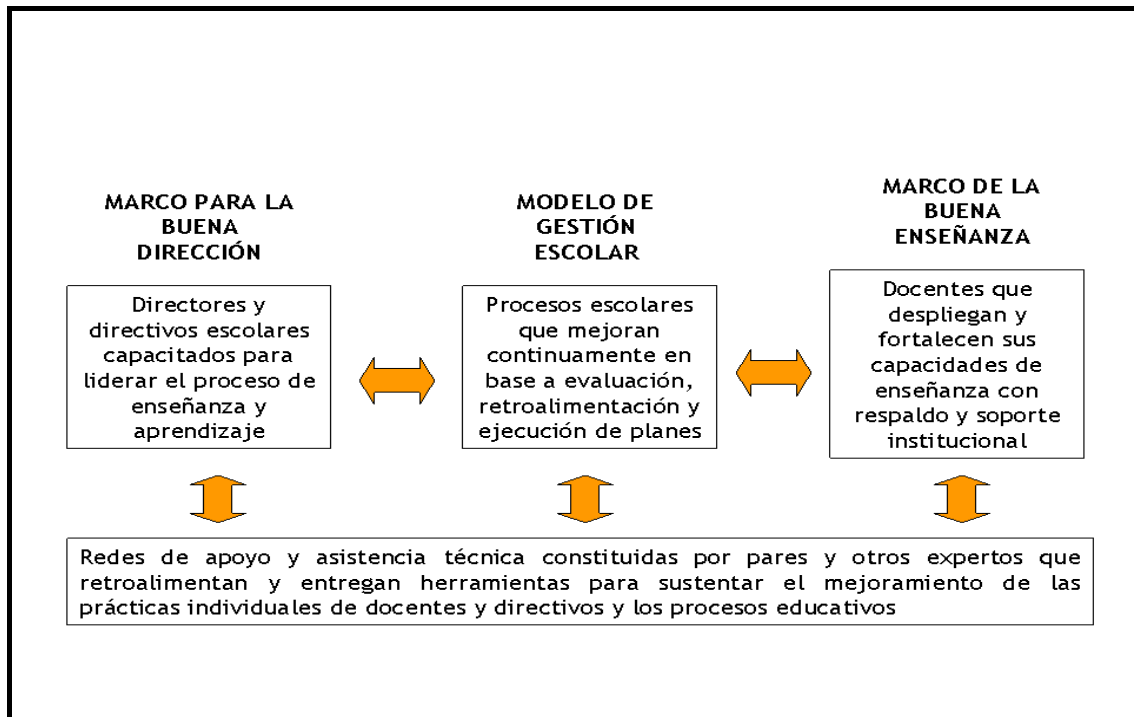 MARCO PARA LA
BUENA
DIRECCIÓN
MODELO DE
GESTIÓN
ESCOLAR
MARCO DE LA
BUENA
ENSEÑANZA
Directores y
directivos escolares
capacitados para
liderar el proceso de
enseñanza y
aprendizaje
Procesos escolares
que mejoran
continuamente en
base a evaluación,
retroalimentación y
ejecución de planes
Docentes que
despliegan y
fortalecen sus
capacidades de
enseñanza con
respaldo y soporte
institucional
Redes de apoyo y asistencia técnica constituidas por pares y otros expertos que
retroalimentan y entregan herramientas para sustentar el mejoramiento de las
prácticas individuales de docentes y directivos y los procesos educativos